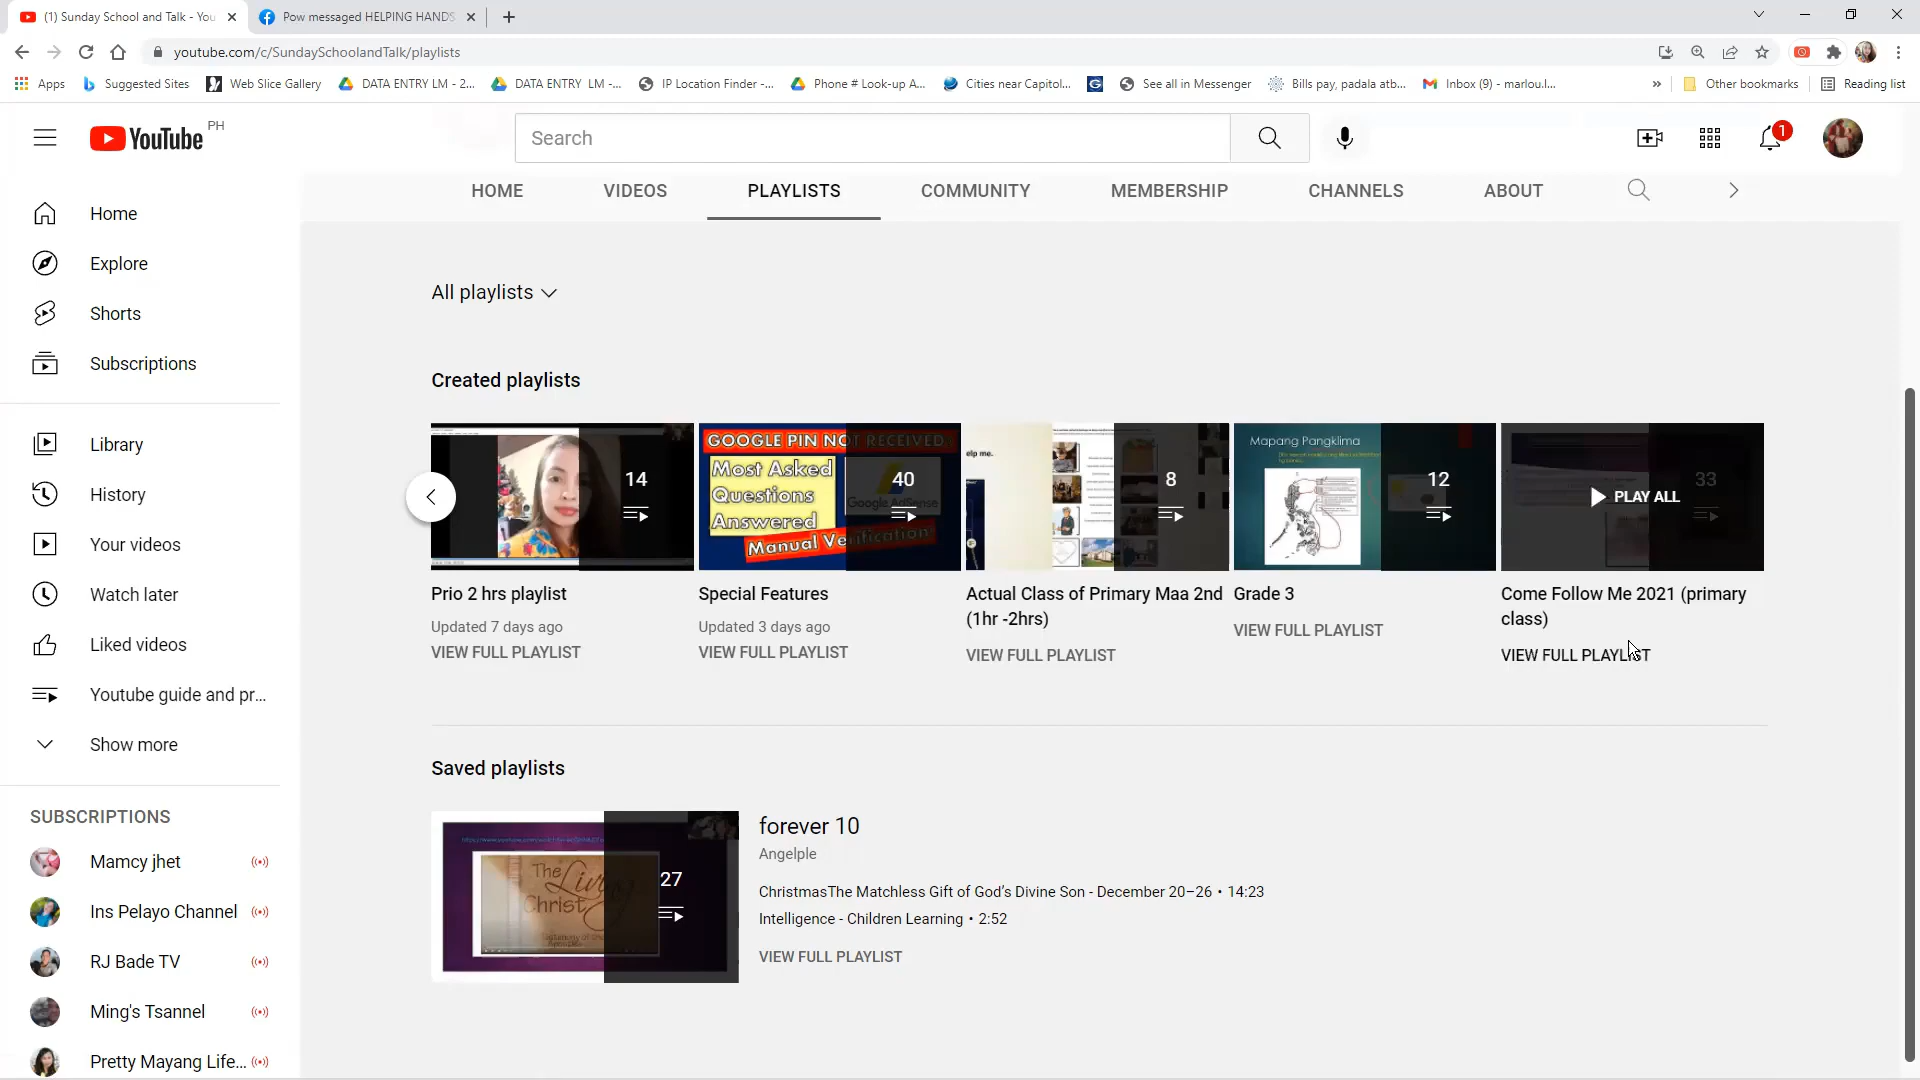 (1) Sunday School and Talk - You
Pow messaged HELPING HANDS
youtube.com/c/SundaySchoolandTalk/playlists
Apps
Suggested Sites
Web Slice Gallery
DATA ENTRY LM - 2...
DATA ENTRY LM -...
IP Location Finder -...
Phone # Look-up A...
Cities near Capitol...
See all in Messenger
Bills pay, padala atb...
Inbox (9) - marlou.l...
Other bookmarks
Reading list
YouTube PH
Search
1
HOME
VIDEOS
PLAYLISTS
COMMUNITY
MEMBERSHIP
CHANNELS
ABOUT
Home
Explore
Shorts
Subscriptions
Library
History
Your videos
Watch later
Liked videos
Youtube guide and pr...
Show more
SUBSCRIPTIONS
Mamcy jhet
Ins Pelayo Channel
RJ Bade TV
Ming's Tsannel
Pretty Mayang Life...
All playlists
Created playlists
14
Prio 2 hrs playlist
Updated 7 days ago
VIEW FULL PLAYLIST
GOOGLE PIN NOT RECEIVED
Most Asked
Questions
Answered
Manual Verification
Google AdSense
40
Special Features
Updated 3 days ago
VIEW FULL PLAYLIST
elp me.
8
Actual Class of Primary Maa 2nd
(1hr -2hrs)
VIEW FULL PLAYLIST
Mapang Pangklima
12
Grade 3
VIEW FULL PLAYLIST
PLAY ALL
33
Come Follow Me 2021 (primary
class)
VIEW FULL PLAYLIST
Saved playlists
The Living
Christ
27
forever 10
Angelple
ChristmasThe Matchless Gift of God’s Divine Son - December 20–26 • 14:23
Intelligence - Children Learning • 2:52
VIEW FULL PLAYLIST